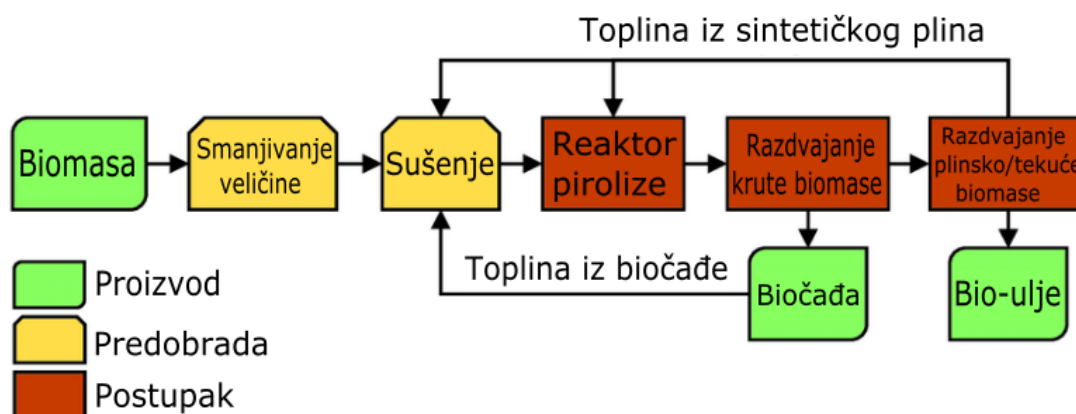 Toplina iz sintetičkog plina
Biomasa
Smanjivanje
veličine
Sušenje
Reaktor
pirolize
Razdvajanje
krute biomase
Razdvajanje
plinsko/tekuće
biomase
Toplina iz biočađe
Biočađa
Bio-ulje
Proizvod
Predobrada
Postupak